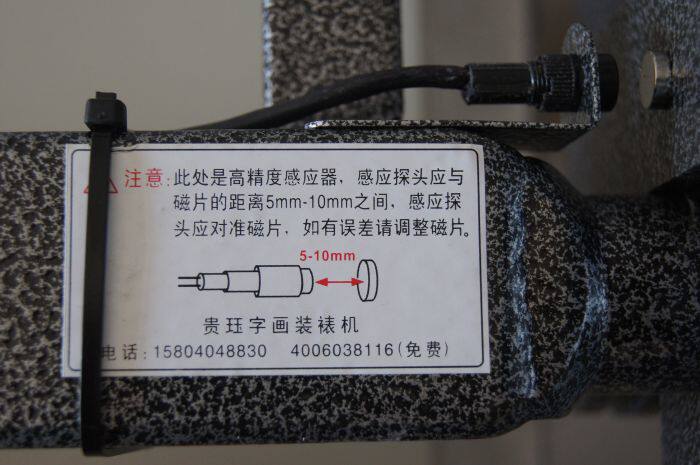 注意:此处是高精度感应器，感应探头应与
磁片的距离5mm-10mm之间，感应探
头应对准磁片，如有误差请调整磁片。
5-10mm
贵珏字画装裱机
电话:15804048830 4006038116(免费)